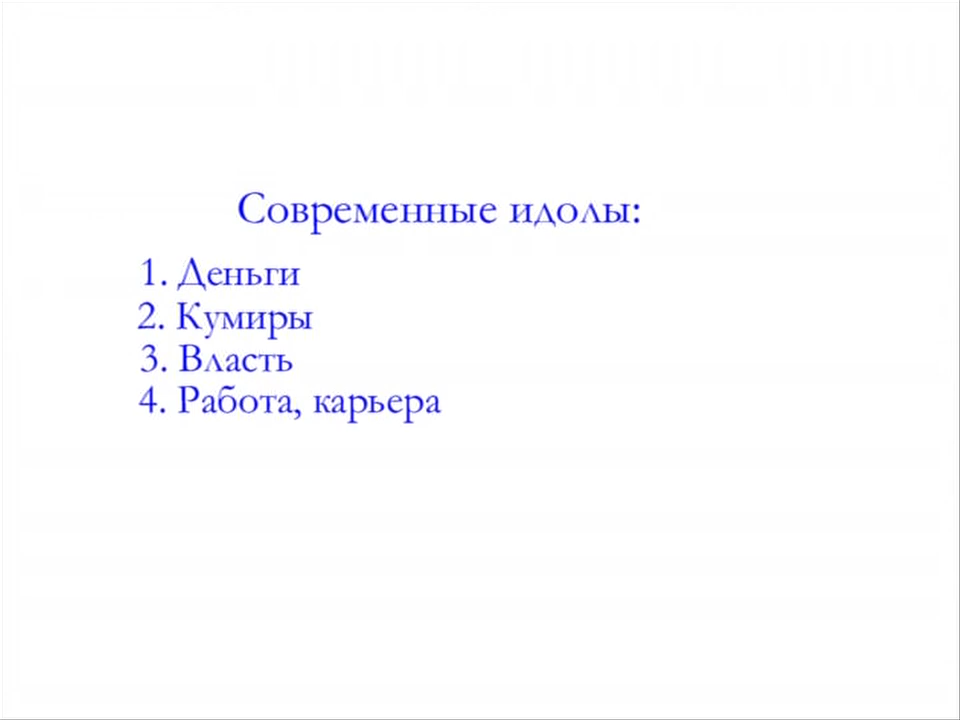 Современные идолы:
1. Деньги
2. Кумиры
3. Власть
4. Работа, карьера